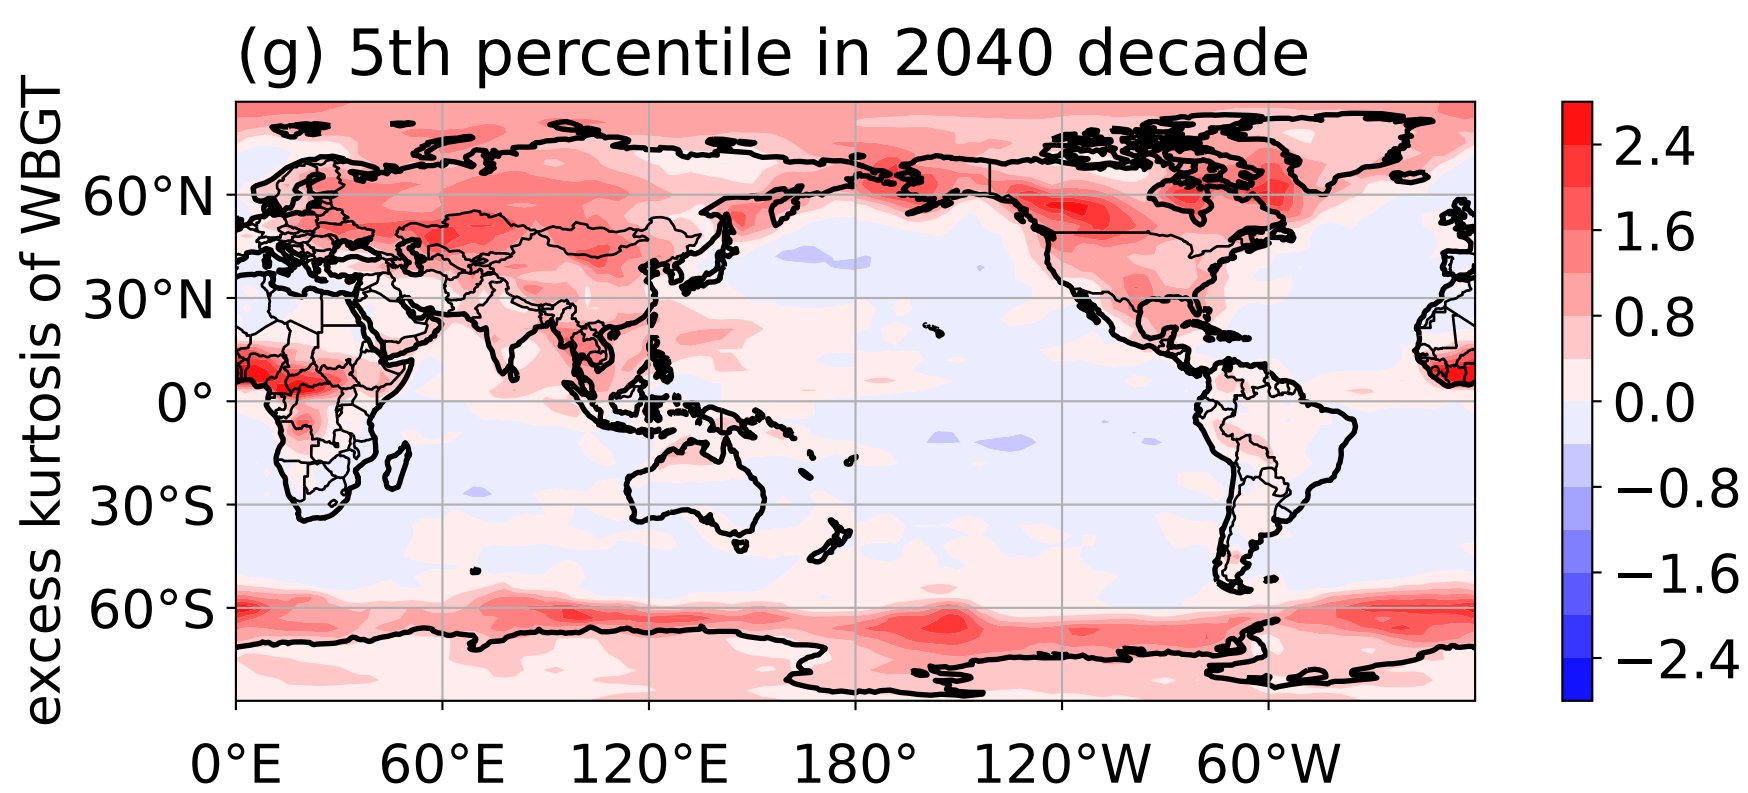 (g) 5th percentile in 2040 decade
excess kurtosis of WBGT
60°N
30°N
0°
30°S
60°S
0°E 60°E 120°E 180° 120°W 60°W
2.4
1.6
0.8
0.0
−0.8
−1.6
−2.4